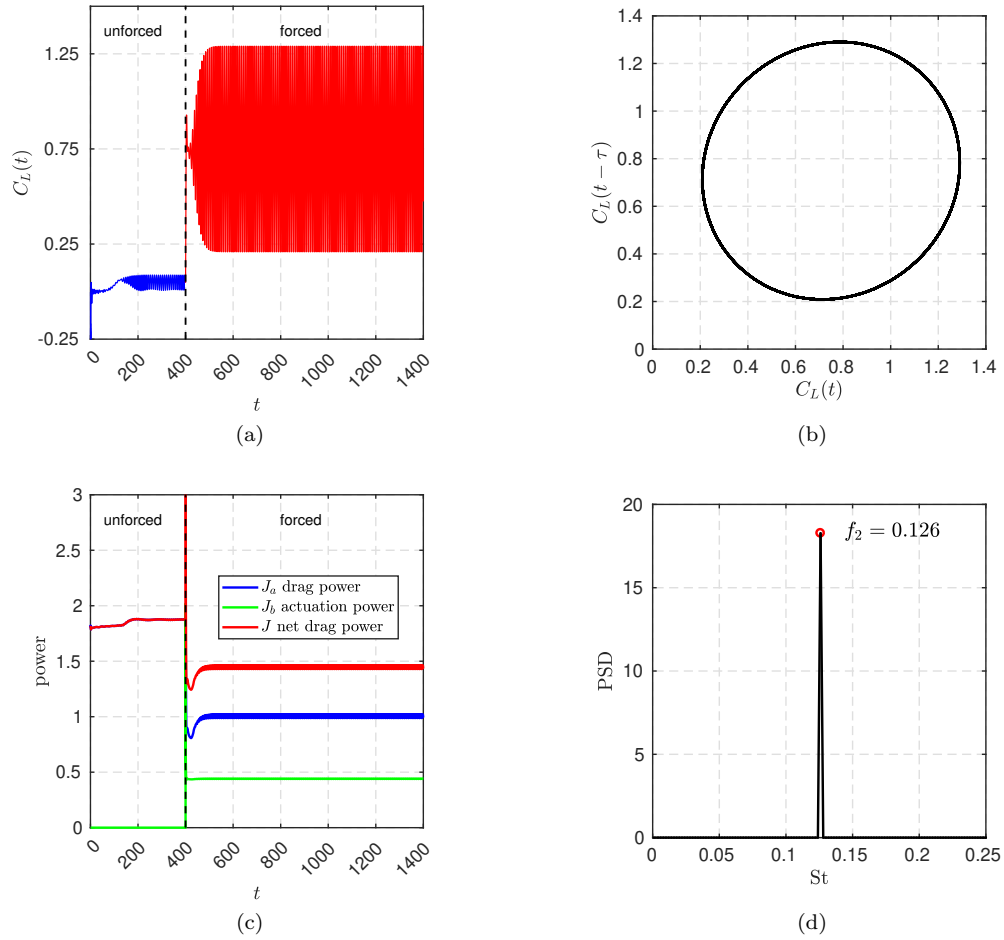 unforced
forced
1.25
0.75
0.25
-0.25
C_L(t)
0
200
400
600
800
1000
1200
1400
t
(a)
1.4
1.2
1
0.8
0.6
0.4
0.2
0
C_L(t − τ)
0
0.2
0.4
0.6
0.8
1
1.2
1.4
C_L(t)
(b)
unforced
forced
3
2.5
2
1.5
1
0.5
0
power
J_a drag power
J_b actuation power
J net drag power
0
200
400
600
800
1000
1200
1400
t
(c)
20
15
10
5
0
PSD
f_2 = 0.126
0
0.05
0.1
0.15
0.2
0.25
St
(d)